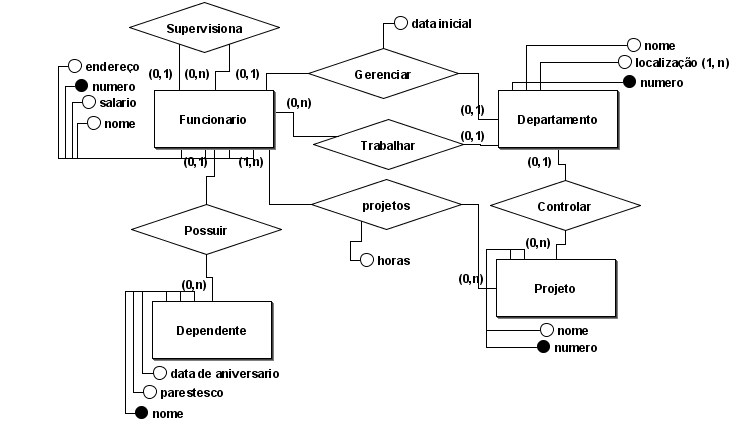 Supervisiona
data inicial
nome
endereço
(0, 1)
(0,n)
(0, 1)
Gerenciar
localização (1, n)
numero
numero
salario
(0,n)
(0,1)
nome
Funcionario
Departamento
(0,1)
Trabalhar
(0,1)
(1,n)
(0,1)
projetos
Controlar
Possuir
(0,n)
horas
(0,n)
(0,n)
Projeto
Dependente
nome
numero
data de aniversario
parestesco
nome